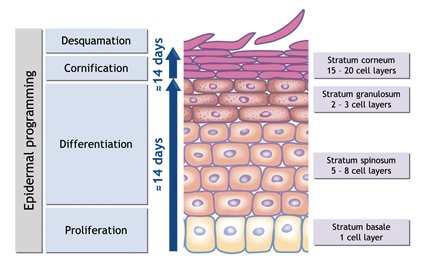 Epidermal programming
Desquamation
Cornification
Differentiation
Proliferation
≈14 days
≈14 days
Stratum corneum
15 - 20 cell layers
Stratum granulosum
2 - 3 cell layers
Stratum spinosum
5 - 8 cell layers
Stratum basale
1 cell layer